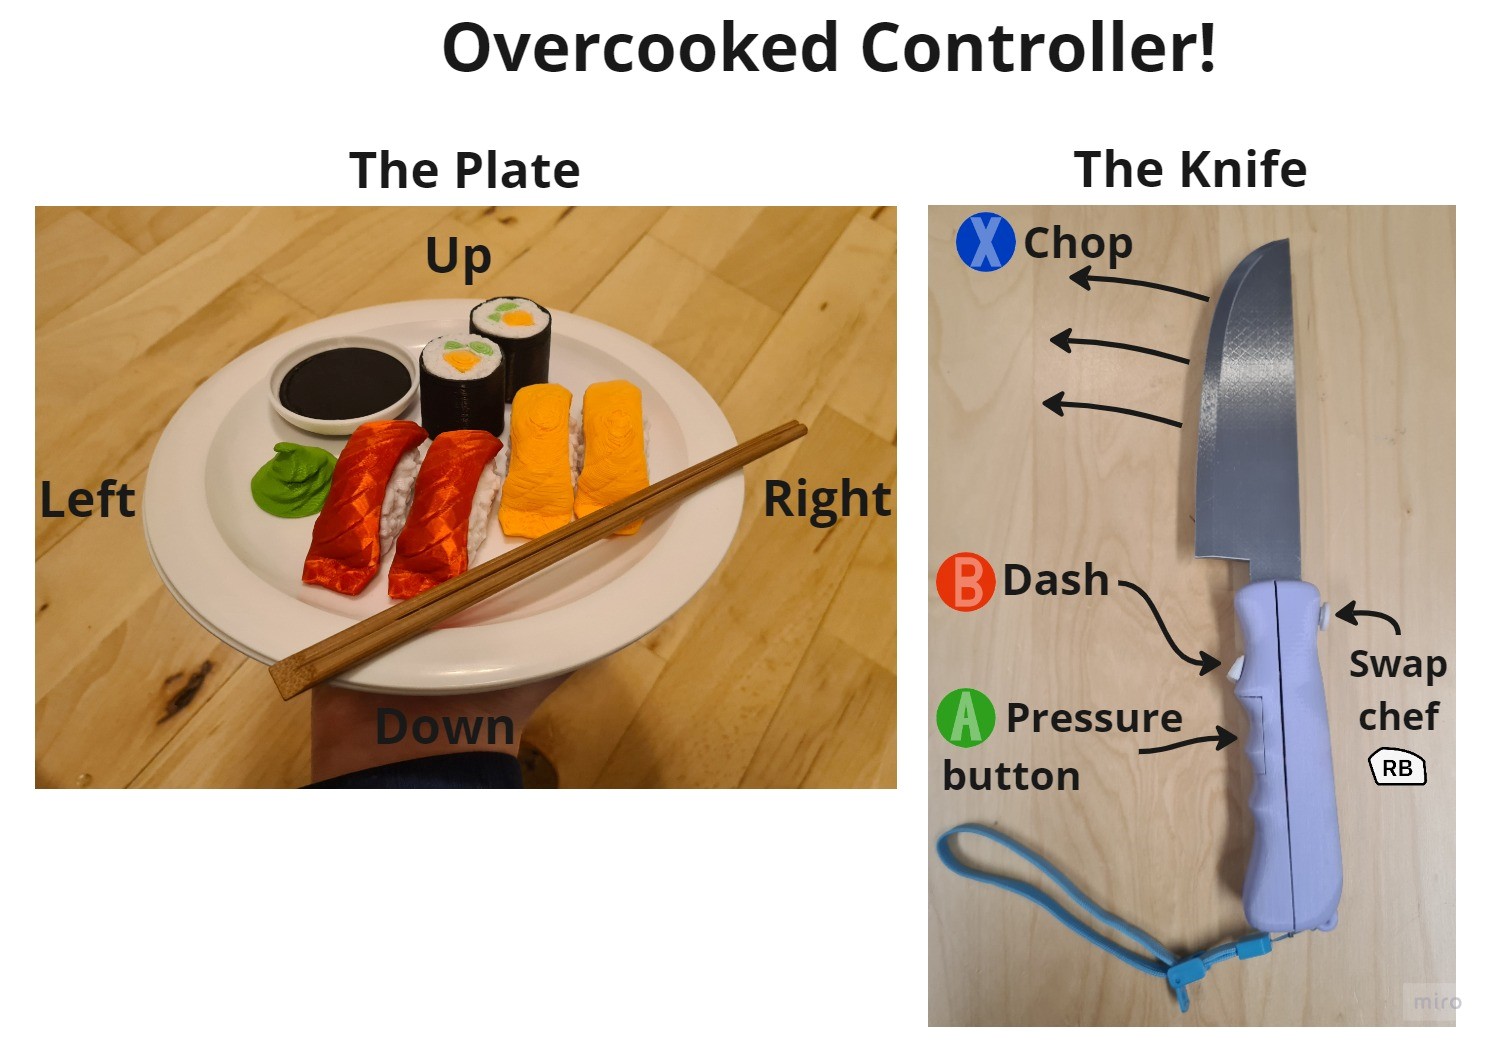 Overcooked Controller!
The Plate
Up
Left
Right
Down
The Knife
X Chop
B Dash
A Pressure
button
Swap
chef
RB
miro